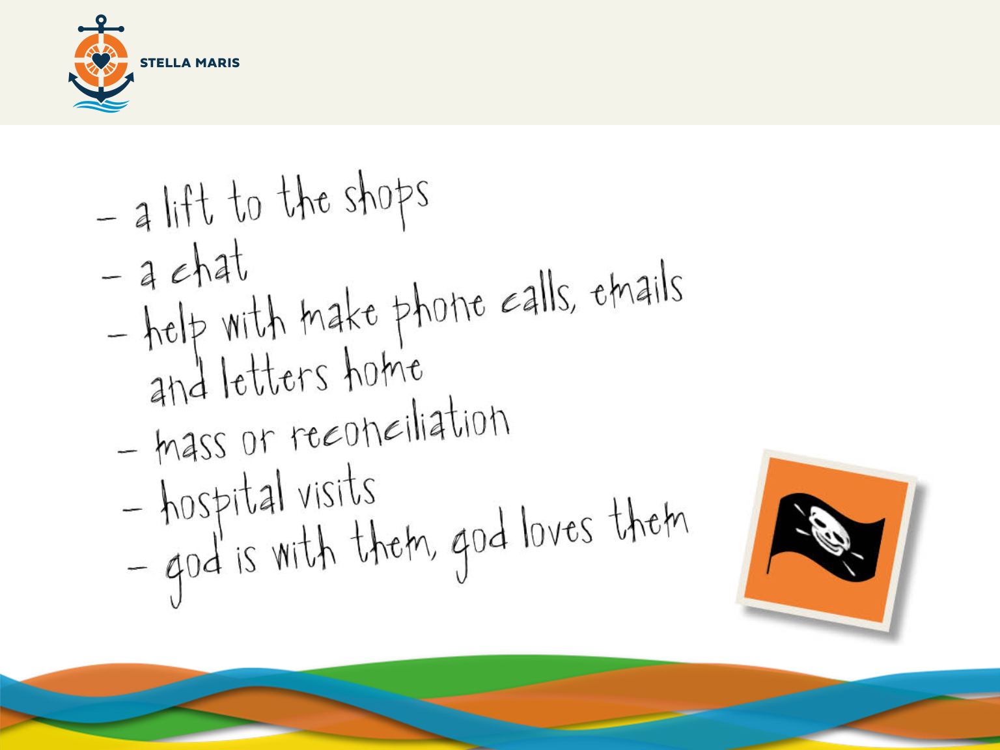 STELLA MARIS
- a lift to the shops
- a chat
- help with make phone calls, emails
and letters home
- mass or reconciliation
- hospital visits
- god is with them, god loves them